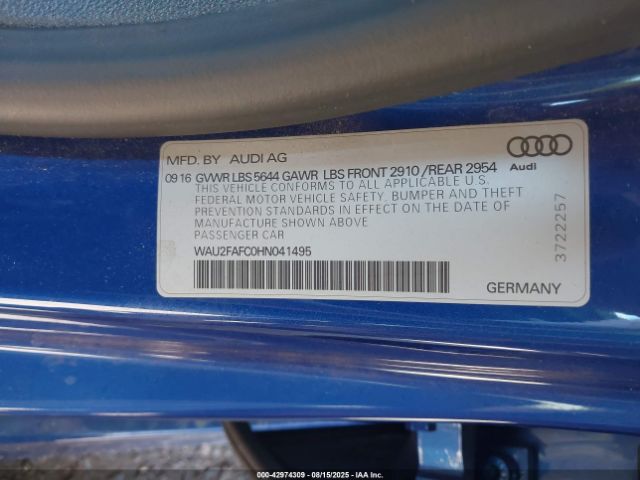 MFD. BY AUDI AG
09 16 GVWR LBS 5644 GAWR LBS FRONT 2910 /REAR 2954
Audi
THIS VEHICLE CONFORMS TO ALL APPLICABLE U.S.
FEDERAL MOTOR VEHICLE SAFETY, BUMPER AND THEFT
PREVENTION STANDARDS IN EFFECT ON THE DATE OF
MANUFACTURE SHOWN ABOVE
PASSENGER CAR
WAU2FAFC0HN041495
3722257
GERMANY
000-42974309 | 08/15/2025 | IAA Inc.